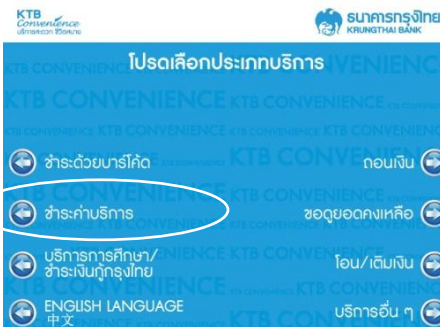 KTB
Convenience
บริการสะดวก ชีวิตสบาย
ธนาคารกรุงไทย
KRUNGTHAI BANK
โปรดเลือกประเภทบริการ
ชำระด้วยบาร์โค้ด
ถอนเงิน
ชำระค่าบริการ
ขอดูยอดคงเหลือ
บริการการศึกษา/
ชำระเงินกู้กรุงไทย
โอน/เติมเงิน
ENGLISH LANGUAGE
中文
บริการอื่น ๆ